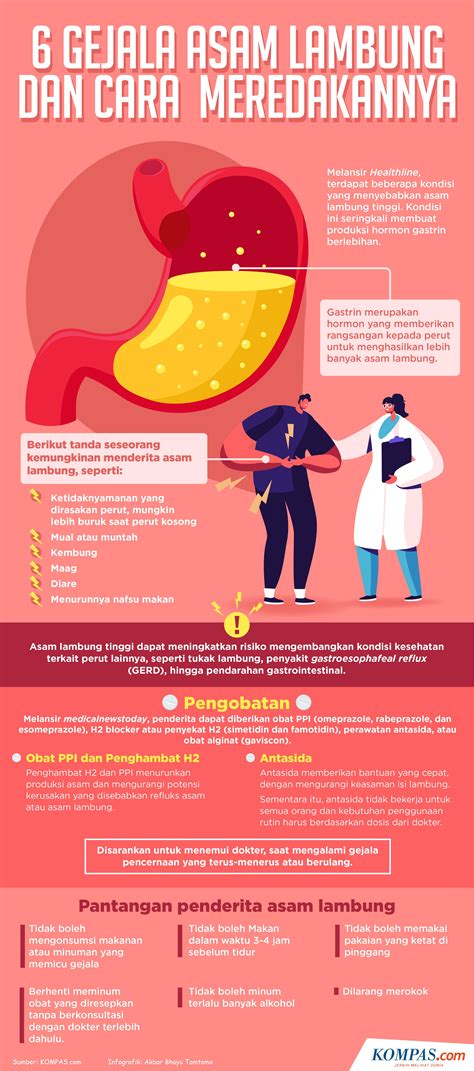 6 GEJALA ASAM LAMBUNG
DAN CARA MEREDAKANNYA
Melansir Healthline,
terdapat beberapa kondisi
yang menyebabkan asam
lambung tinggi. Kondisi
ini seringkali membuat
produksi hormon gastrin
berlebihan.
Gastrin merupakan
hormon yang memberikan
rangsangan kepada perut
untuk menghasilkan lebih
banyak asam lambung.
Berikut tanda seseorang
kemungkinan menderita asam
lambung, seperti:
Ketidaknyamanan yang
dirasakan perut, mungkin
lebih buruk saat perut kosong
Mual atau muntah
Kembung
Maag
Diare
Menurunnya nafsu makan
!
Asam lambung tinggi dapat meningkatkan risiko mengembangkan kondisi kesehatan
terkait perut lainnya, seperti tukak lambung, penyakit gastroesophafeal reflux
(GERD), hingga pendarahan gastrointestinal.
Pengobatan
Melansir medicalnewstoday, penderita dapat diberikan obat PPI (omeprazole, rabeprazole, dan
esomeprazole), H2 blocker atau penyekat H2 (simetidin dan famotidin), perawatan antasida, atau
obat alginat (gaviscon).
Obat PPI dan Penghambat H2
Penghambat H2 dan PPI menurunkan
produksi asam dan mengurangi potensi
kerusakan yang disebabkan refluks asam
atau asam lambung.
Antasida
Antasida memberikan bantuan yang cepat,
dengan mengurangi keasaman isi lambung.
Sementara itu, antasida tidak bekerja untuk
semua orang dan kebutuhan penggunaan
rutin harus berdasarkan dosis dari dokter.
Disarankan untuk menemui dokter, saat mengalami gejala
pencernaan yang terus-menerus atau berulang.
Pantangan penderita asam lambung
Tidak boleh
mengonsumsi makanan
atau minuman yang
memicu gejala
Tidak boleh Makan
dalam waktu 3-4 jam
sebelum tidur
Tidak boleh memakai
pakaian yang ketat di
pinggang
Berhenti meminum
obat yang diresepkan
tanpa berkonsultasi
dengan dokter terlebih
dahulu.
Tidak boleh minum
terlalu banyak alkohol
Dilarang merokok
Sumber: KOMPAS.com
Infografik: Akbar Bhayu Tamtomo
KOMPAS.com
JERNIH MELIHAT DUNIA